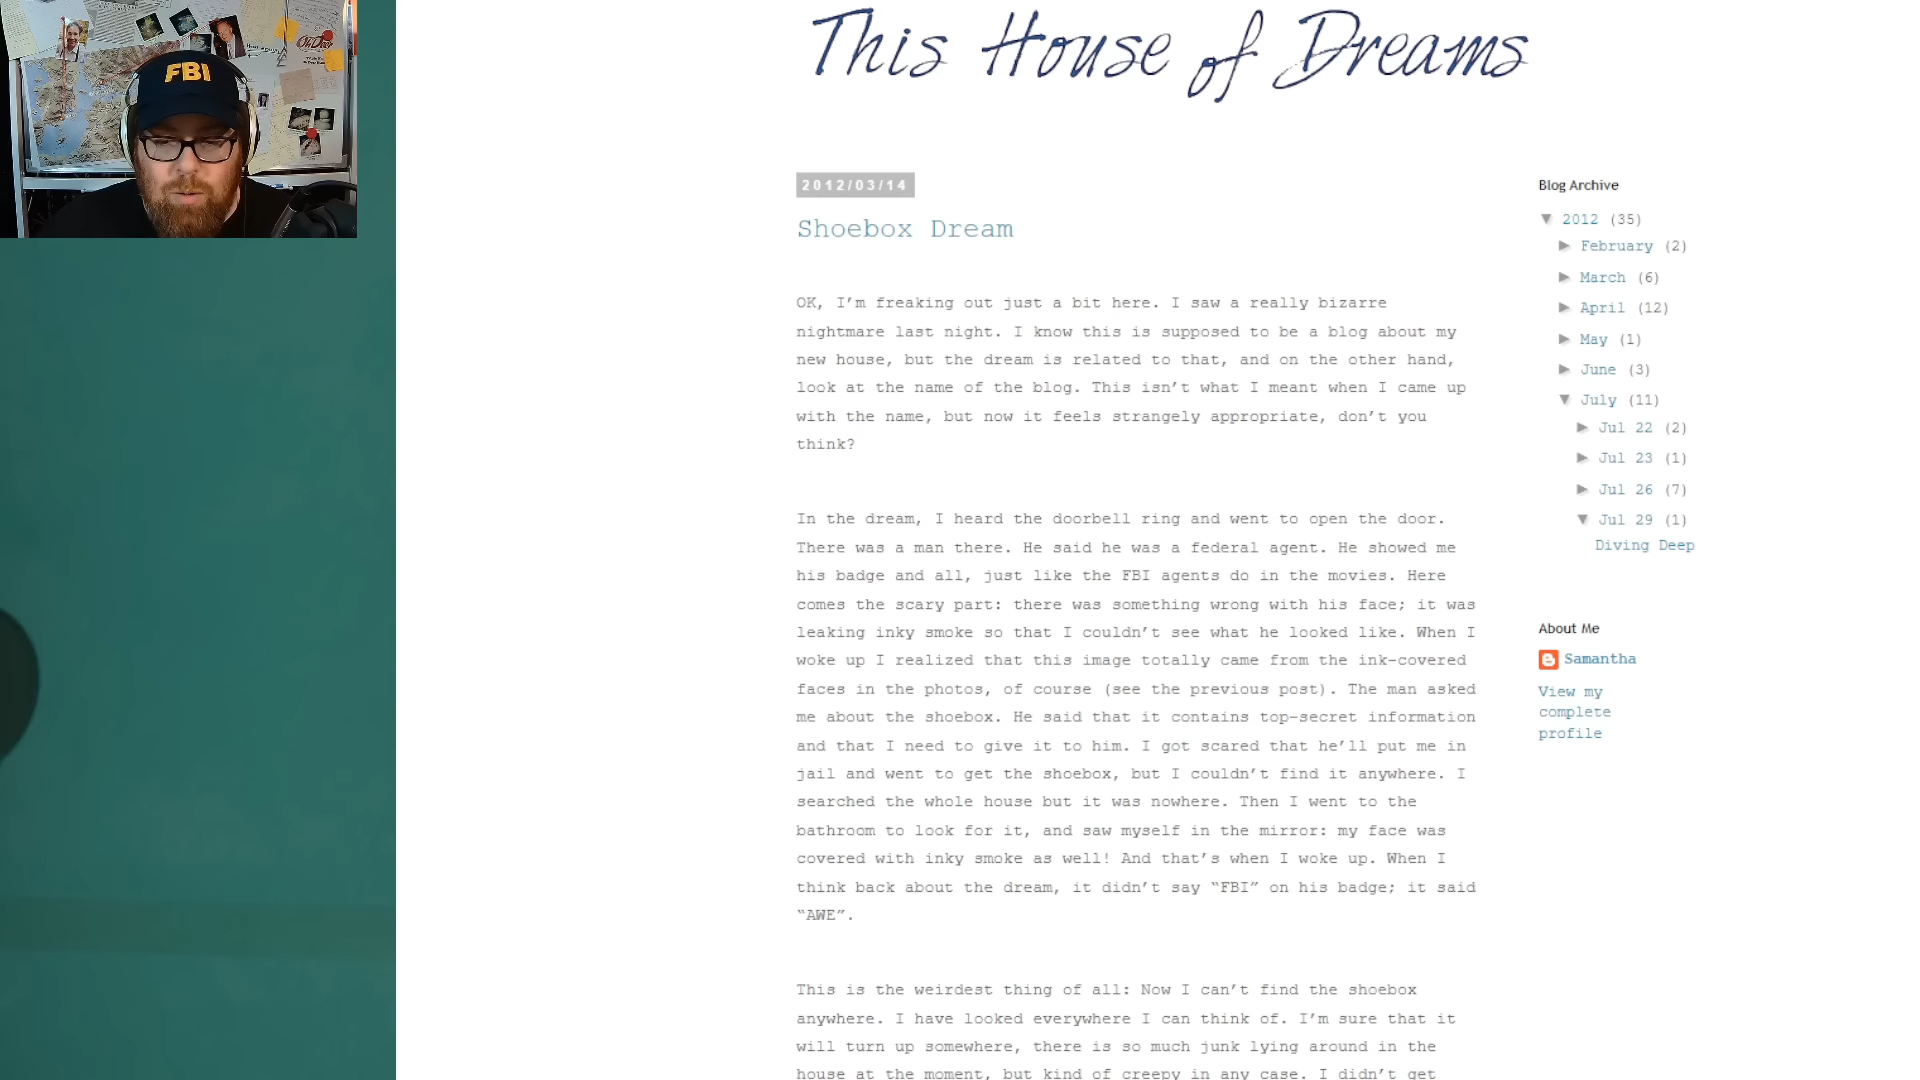 This House of Dreams
FBI
Oh Deer
2012/03/14
Shoebox Dream
OK, I’m freaking out just a bit here. I saw a really bizarre
nightmare last night. I know this is supposed to be a blog about my
new house, but the dream is related to that, and on the other hand,
look at the name of the blog. This isn’t what I meant when I came up
with the name, but now it feels strangely appropriate, don’t you
think?
In the dream, I heard the doorbell ring and went to open the door.
There was a man there. He said he was a federal agent. He showed me
his badge and all, just like the FBI agents do in the movies. Here
comes the scary part: there was something wrong with his face; it was
leaking inky smoke so that I couldn’t see what he looked like. When I
woke up I realized that this image totally came from the ink-covered
faces in the photos, of course (see the previous post). The man asked
me about the shoebox. He said that it contains top-secret information
and that I need to give it to him. I got scared that he’ll put me in
jail and went to get the shoebox, but I couldn’t find it anywhere. I
searched the whole house but it was nowhere. Then I went to the
bathroom to look for it, and saw myself in the mirror: my face was
covered with inky smoke as well! And that’s when I woke up. When I
think back about the dream, it didn’t say “FBI” on his badge; it said
“AWE”.
This is the weirdest thing of all: Now I can’t find the shoebox
anywhere. I have looked everywhere I can think of. I’m sure that it
will turn up somewhere, there is so much junk lying around in the
house at the moment, but kind of creepy in any case. I didn’t get
Blog Archive
▼ 2012 (35)
► February (2)
► March (6)
► April (12)
► May (1)
► June (3)
▼ July (11)
► Jul 22 (2)
► Jul 23 (1)
► Jul 26 (7)
▼ Jul 29 (1)
Diving Deep
About Me
Samantha
View my
complete
profile